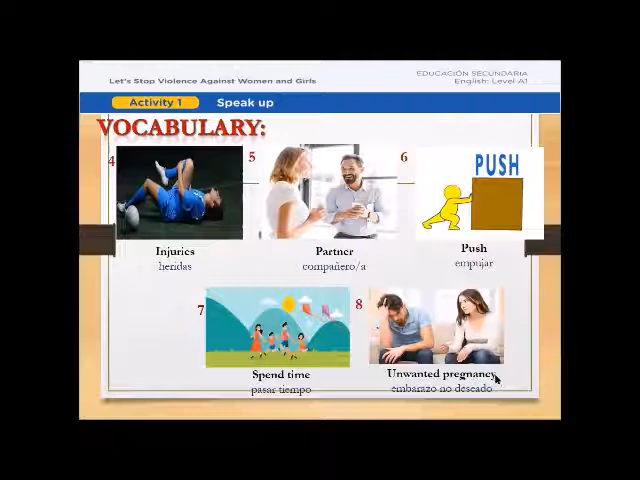 Let's Stop Violence Against Women and Girls
EDUCACIÓN SECUNDARIA
English: Level A1
Activity 1 Speak up
VOCABULARY:
4 5 6
PUSH
Injuries Partner Push
heridas compañero/a empujar
7 8
Spend time Unwanted pregnancy
pasar tiempo embarazo no deseado